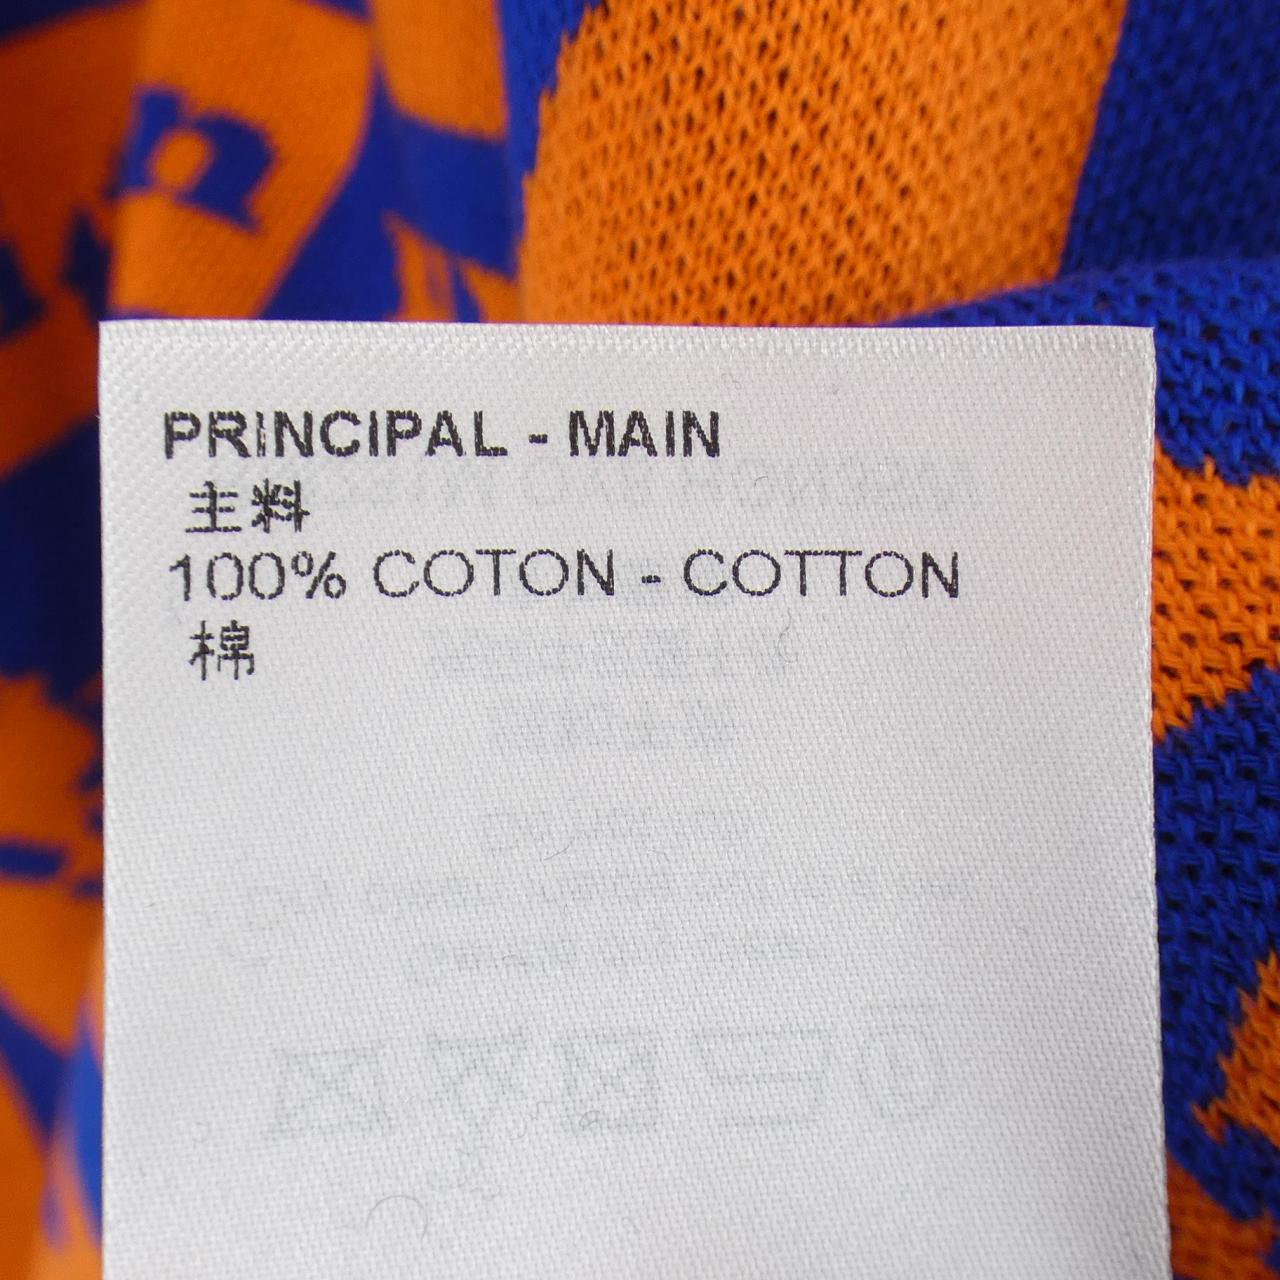 PRINCIPAL - MAIN
主料
100% COTON - COTTON
棉